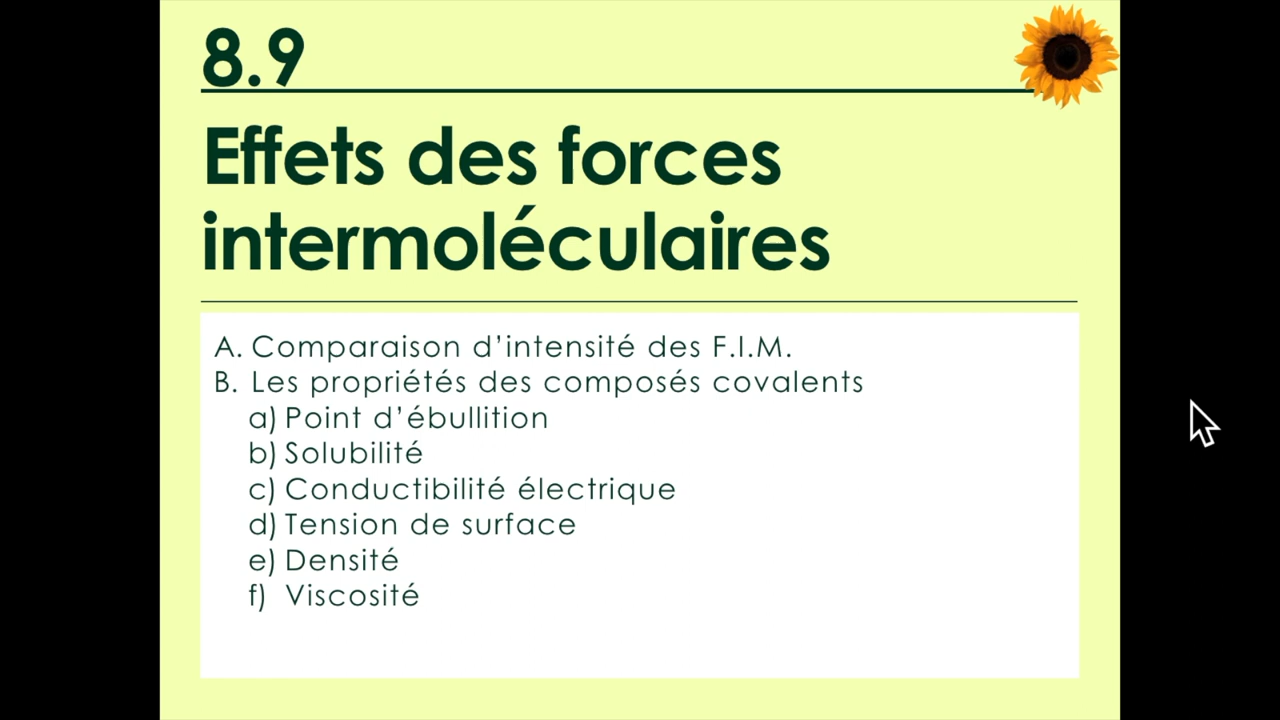 8.9
Effets des forces
intermoléculaires
A. Comparaison d’intensité des F.I.M.
B. Les propriétés des composés covalents
a) Point d’ébullition
b) Solubilité
c) Conductibilité électrique
d) Tension de surface
e) Densité
f) Viscosité